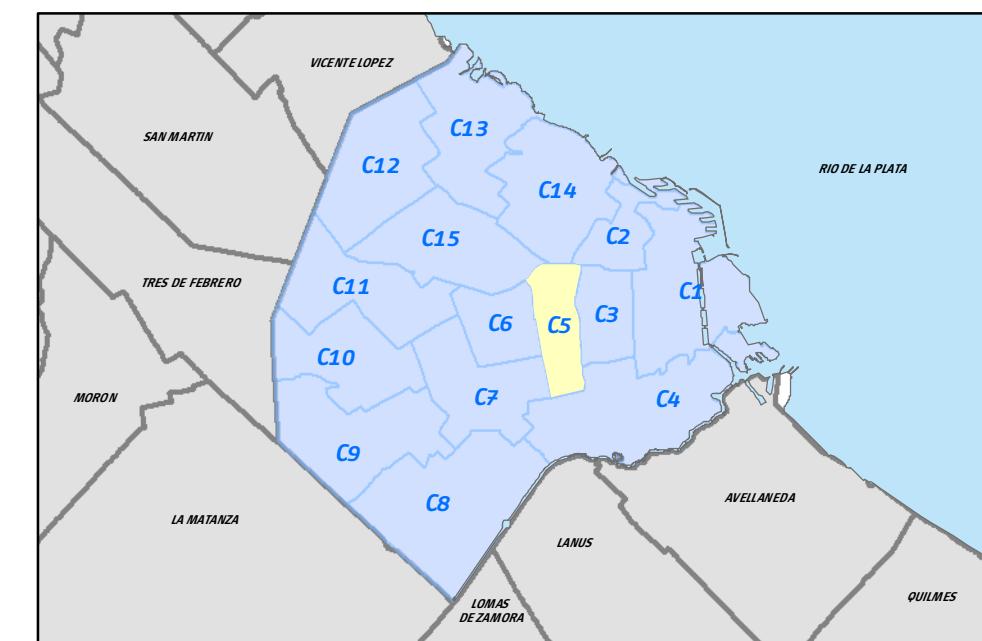 VICENTE LOPEZ
C13
SAN MARTIN
C12
RIO DE LA PLATA
C14
C2
C15
TRES DE FEBRERO
C11
C1
C6
C5
C3
C10
MORON
C7
C4
C9
AVELLANEDA
C8
LA MATANZA
LANUS
QUILMES
LOMAS
DE ZAMORA